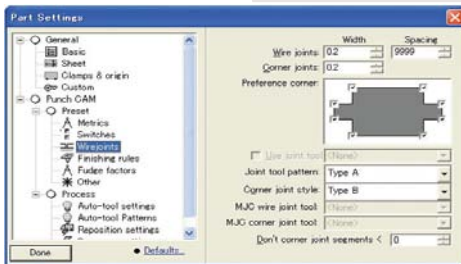 Part Settings
General
Basic
Sheet
Clamps & origin
Custom
Punch CAM
Preset
Metrics
Switches
Wirejoints
Finishing rules
Fudge factors
Other
Process
Auto-tool settings
Auto-tool Patterns
Reposition settings
Done
Defaults...
Width Spacing
Wire joints: 0.2 9999
Corner joints: 0.2
Preference corner:
Use joint tool (None)
Joint tool pattern: Type A
Corner joint style: Type B
MJC wire joint tool: (None)
MJC corner joint tool: (None)
Don't corner joint segments < 0